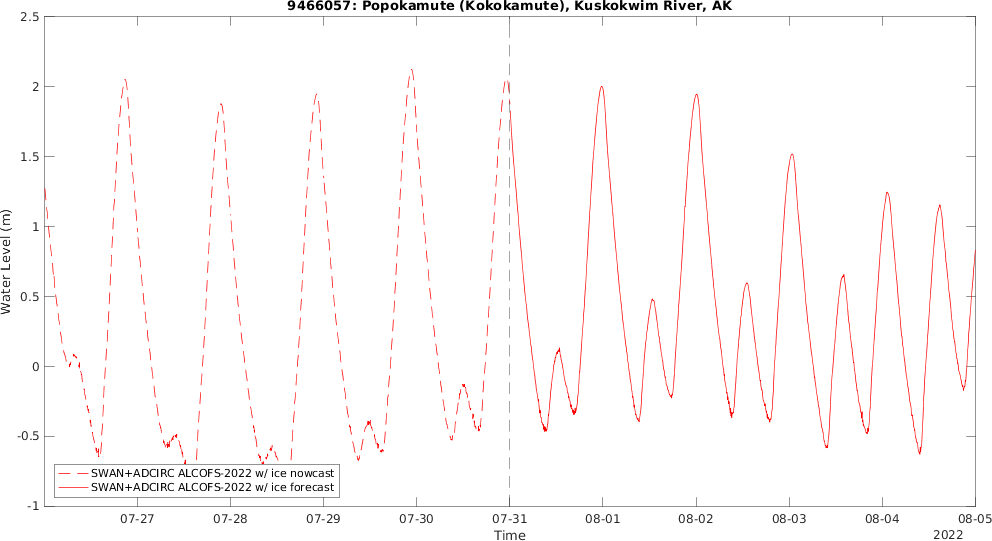 9466057: Popokamute (Kokokamute), Kuskokwim River, AK
2.5
2
1.5
1
0.5
0
-0.5
-1
Water Level (m)
SWAN+ADCIRC ALCOFS-2022 w/ ice nowcast
SWAN+ADCIRC ALCOFS-2022 w/ ice forecast
07-27 07-28 07-29 07-30 07-31 08-01 08-02 08-03 08-04 08-05
Time
2022